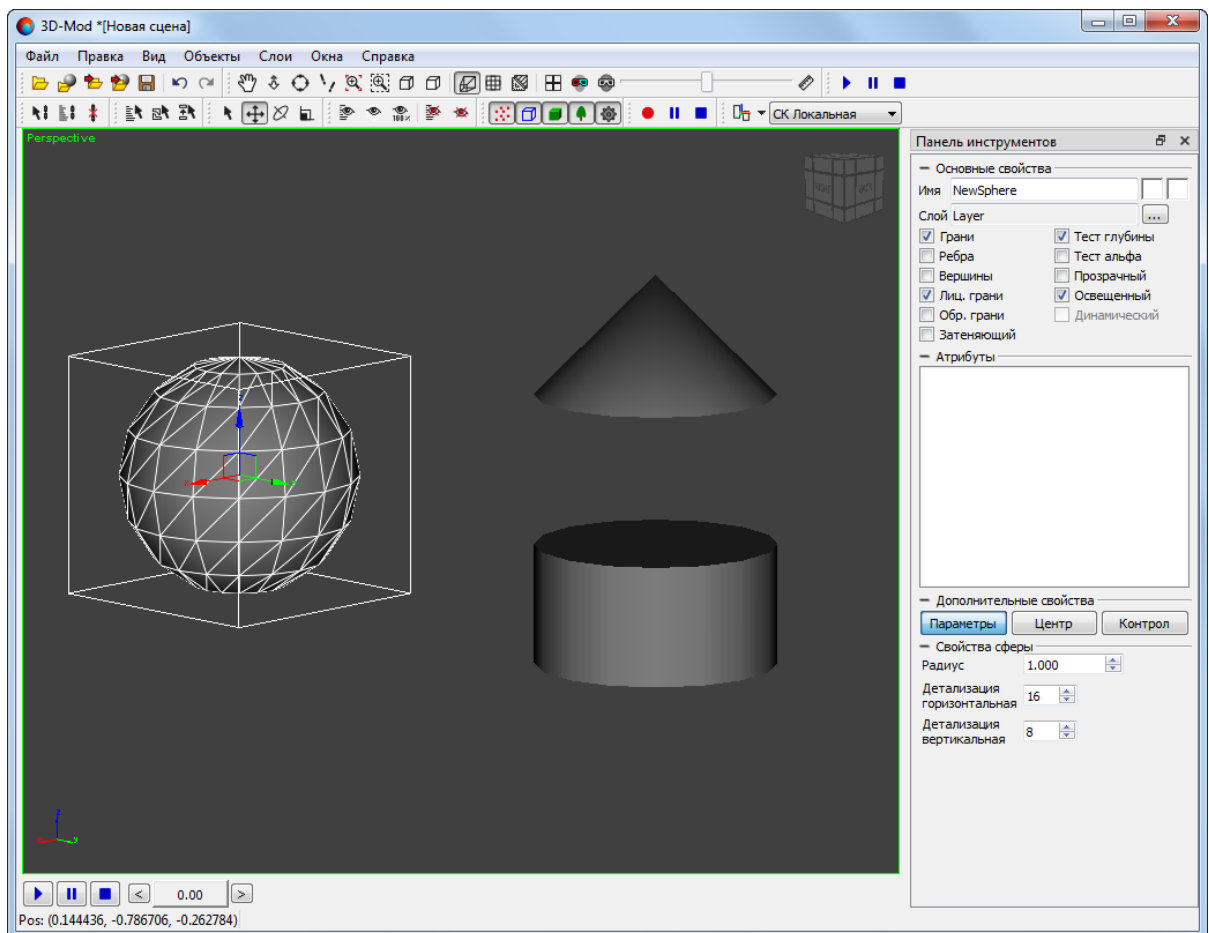 3D-Mod *[Новая сцена]
Файл Правка Вид Объекты Слои Окна Справка
100%
СК Локальная
Perspective
Панель инструментов
Основные свойства
Имя NewSphere
Слой Layer ...
Грани Тест глубины
Ребра Тест альфа
Вершины Прозрачный
Лиц. грани Освещенный
Обр. грани Динамический
Затеняющий
Атрибуты
Дополнительные свойства
Параметры Центр Контрол
Свойства сферы
Радиус 1.000
Детализация
горизонтальная 16
Детализация
вертикальная 8
z
x y
< 0.00 >
Pos: (0.144436, -0.786706, -0.262784)